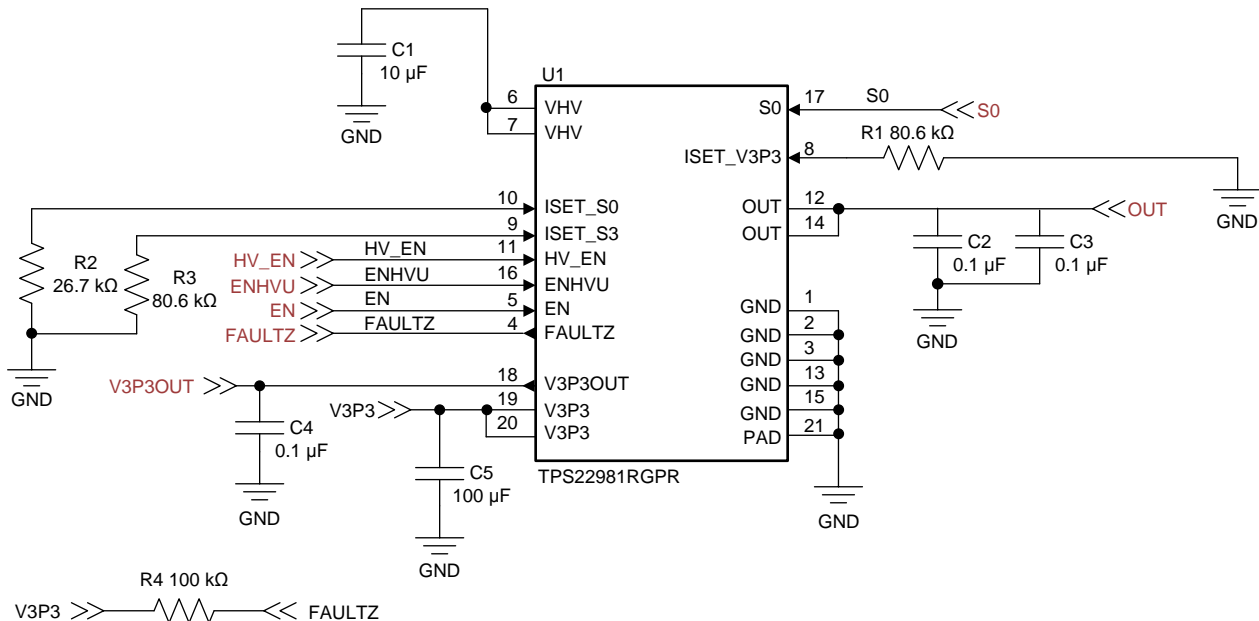 C1
10 µF
GND
U1
6
VHV
7
VHV
S0
17
S0
S0
R1 80.6 kΩ
ISET_V3P3
8
GND
10
ISET_S0
9
ISET_S3
OUT
12
OUT
14
OUT
R2
26.7 kΩ
R3
80.6 kΩ
GND
HV_EN
HV_EN
11
HV_EN
ENHVU
ENHVU
16
ENHVU
EN
EN
5
EN
FAULTZ
FAULTZ
4
FAULTZ
C2
0.1 µF
C3
0.1 µF
GND
GND
1
GND
2
GND
3
GND
13
GND
15
PAD
21
GND
V3P3OUT
18
V3P3OUT
V3P3
19
V3P3
20
V3P3
C4
0.1 µF
GND
C5
100 µF
GND
TPS22981RGPR
R4 100 kΩ
V3P3
FAULTZ